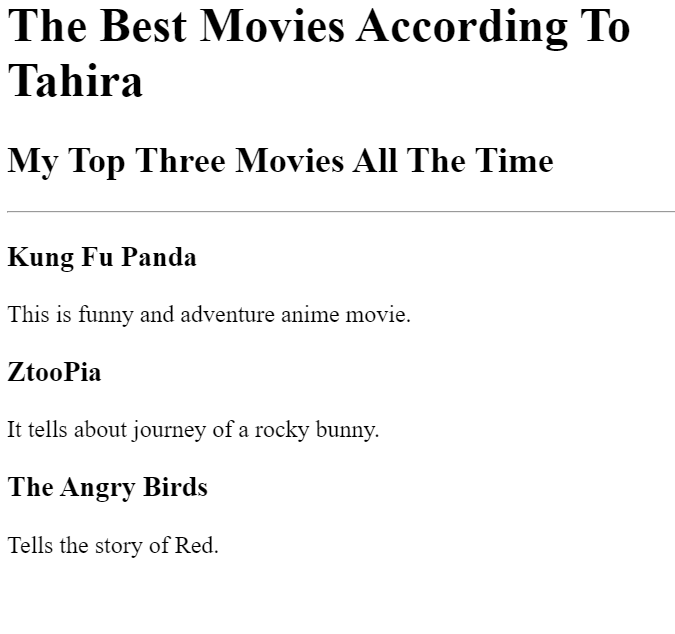 The Best Movies According To
Tahira
My Top Three Movies All The Time
Kung Fu Panda
This is funny and adventure anime movie.
ZtooPia
It tells about journey of a rocky bunny.
The Angry Birds
Tells the story of Red.